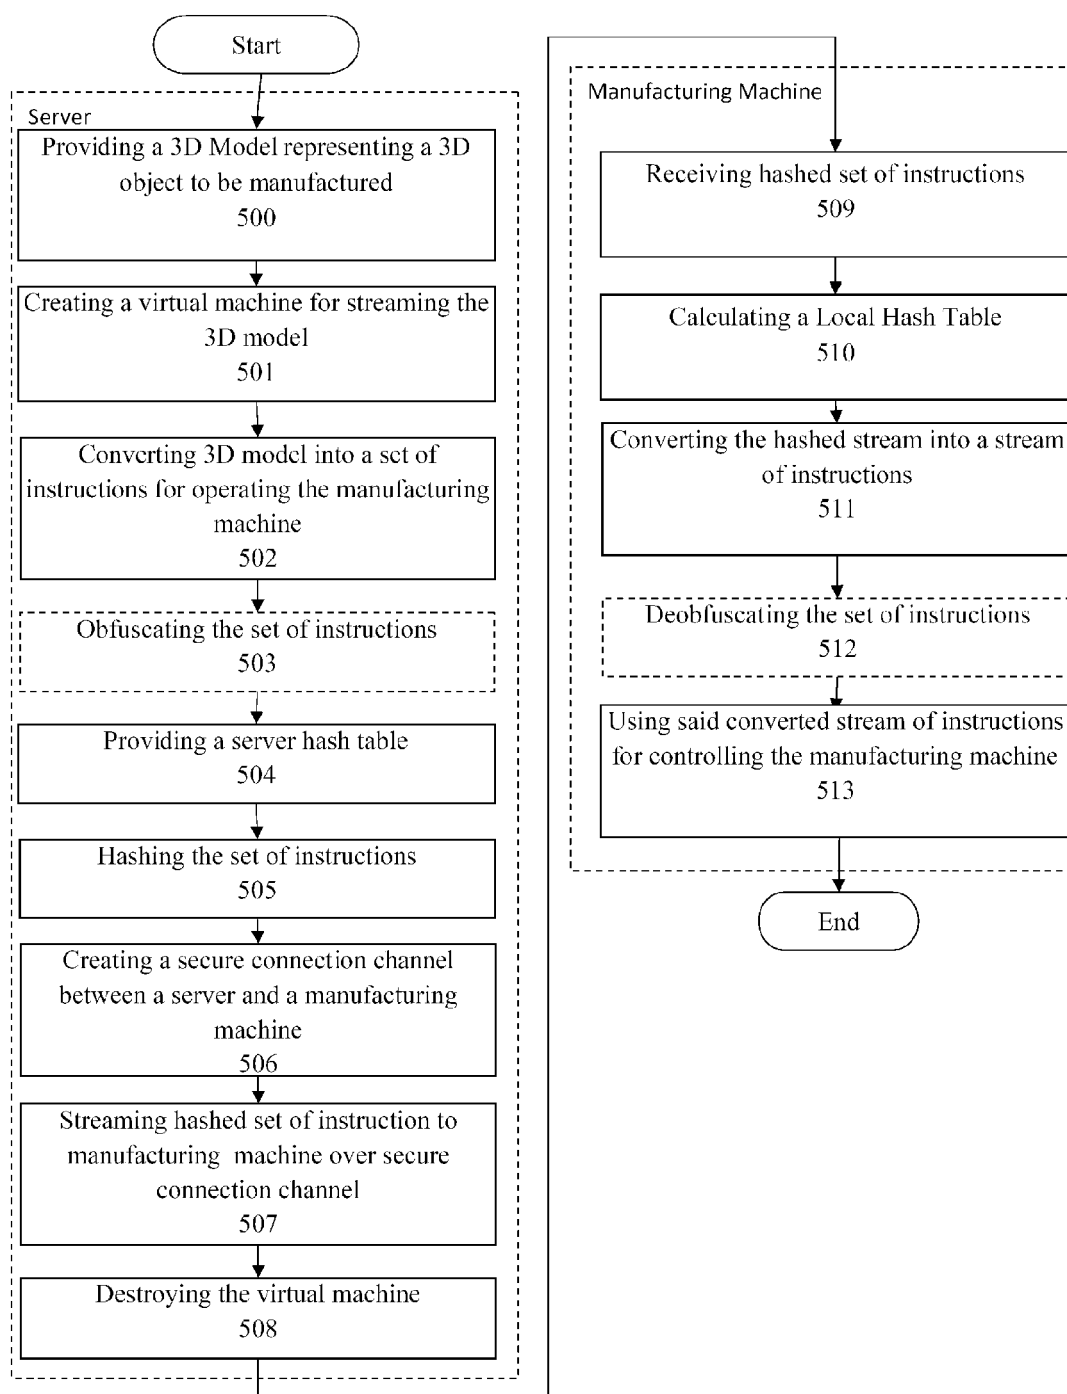 Start
Server
Providing a 3D Model representing a 3D
object to be manufactured
500
Creating a virtual machine for streaming the
3D model
501
Converting 3D model into a set of
instructions for operating the manufacturing
machine
502
Obfuscating the set of instructions
503
Providing a server hash table
504
Hashing the set of instructions
505
Creating a secure connection channel
between a server and a manufacturing
machine
506
Streaming hashed set of instruction to
manufacturing machine over secure
connection channel
507
Destroying the virtual machine
508
Manufacturing Machine
Receiving hashed set of instructions
509
Calculating a Local Hash Table
510
Converting the hashed stream into a stream
of instructions
511
Deobfuscating the set of instructions
512
Using said converted stream of instructions
for controlling the manufacturing machine
513
End